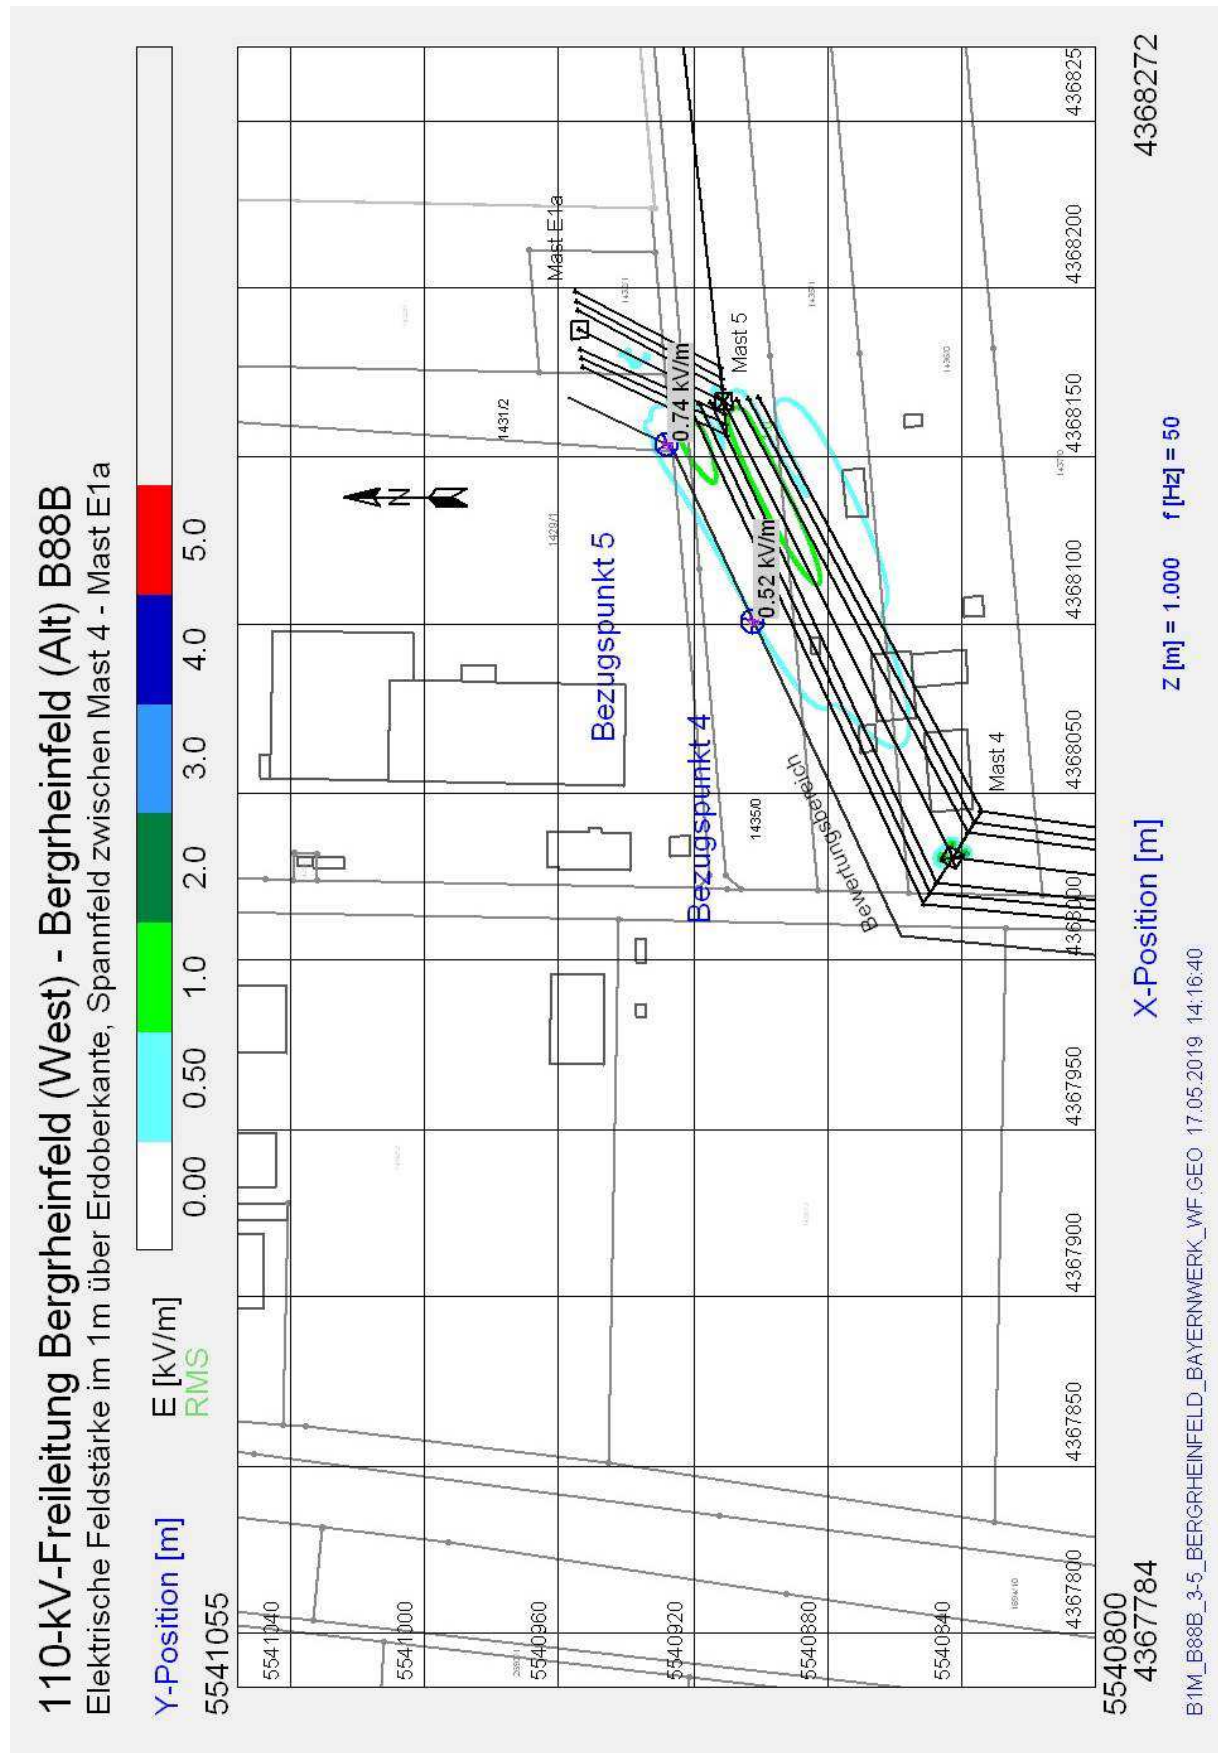 110-kV-Freileitung Bergrheinfeld (West) - Bergrheinfeld (Alt) B88B
Elektrische Feldstärke im 1m über Erdoberkante, Spannfeld zwischen Mast 4 - Mast E1a
Y-Position [m]
E [kV/m]
RMS
0.00 0.50 1.0 2.0 3.0 4.0 5.0
5541055
5541040
5541000
5540960
5540920
5540880
5540840
5540800
N
1431/2
1429/1
1435/0
Mast E1a
Mast 5
Mast 4
0.74 kV/m
0.52 kV/m
Bezugspunkt 5
Bezugspunkt 4
Bewertungsbereich
4367784
4367800 4367850 4367900 4367950 4368000 4368050 4368100 4368150 4368200 436825
4368272
X-Position [m]
Z [m] = 1.000 f [Hz] = 50
B1M_B88B_3-5_BERGRHEINFELD_BAYERNWERK_WF.GEO 17.05.2019 14:16:40